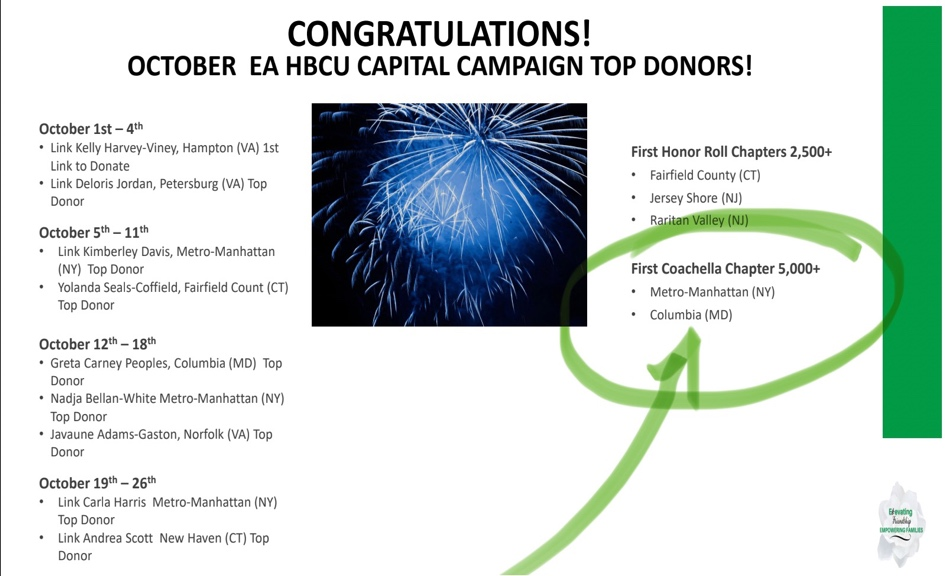 CONGRATULATIONS!
OCTOBER EA HBCU CAPITAL CAMPAIGN TOP DONORS!
October 1st – 4th
• Link Kelly Harvey-Viney, Hampton (VA) 1st
Link to Donate
• Link Deloris Jordan, Petersburg (VA) Top
Donor
October 5th – 11th
• Link Kimberley Davis, Metro-Manhattan
(NY) Top Donor
• Yolanda Seals-Coffield, Fairfield Count (CT)
Top Donor
October 12th – 18th
• Greta Carney Peoples, Columbia (MD) Top
Donor
• Nadja Bellan-White Metro-Manhattan (NY)
Top Donor
• Javaune Adams-Gaston, Norfolk (VA) Top
Donor
October 19th – 26th
• Link Carla Harris Metro-Manhattan (NY)
Top Donor
• Link Andrea Scott New Haven (CT) Top
Donor
First Honor Roll Chapters 2,500+
• Fairfield County (CT)
• Jersey Shore (NJ)
• Raritan Valley (NJ)
First Coachella Chapter 5,000+
• Metro-Manhattan (NY)
• Columbia (MD)
Friendship
EMPOWERING FAMILIES